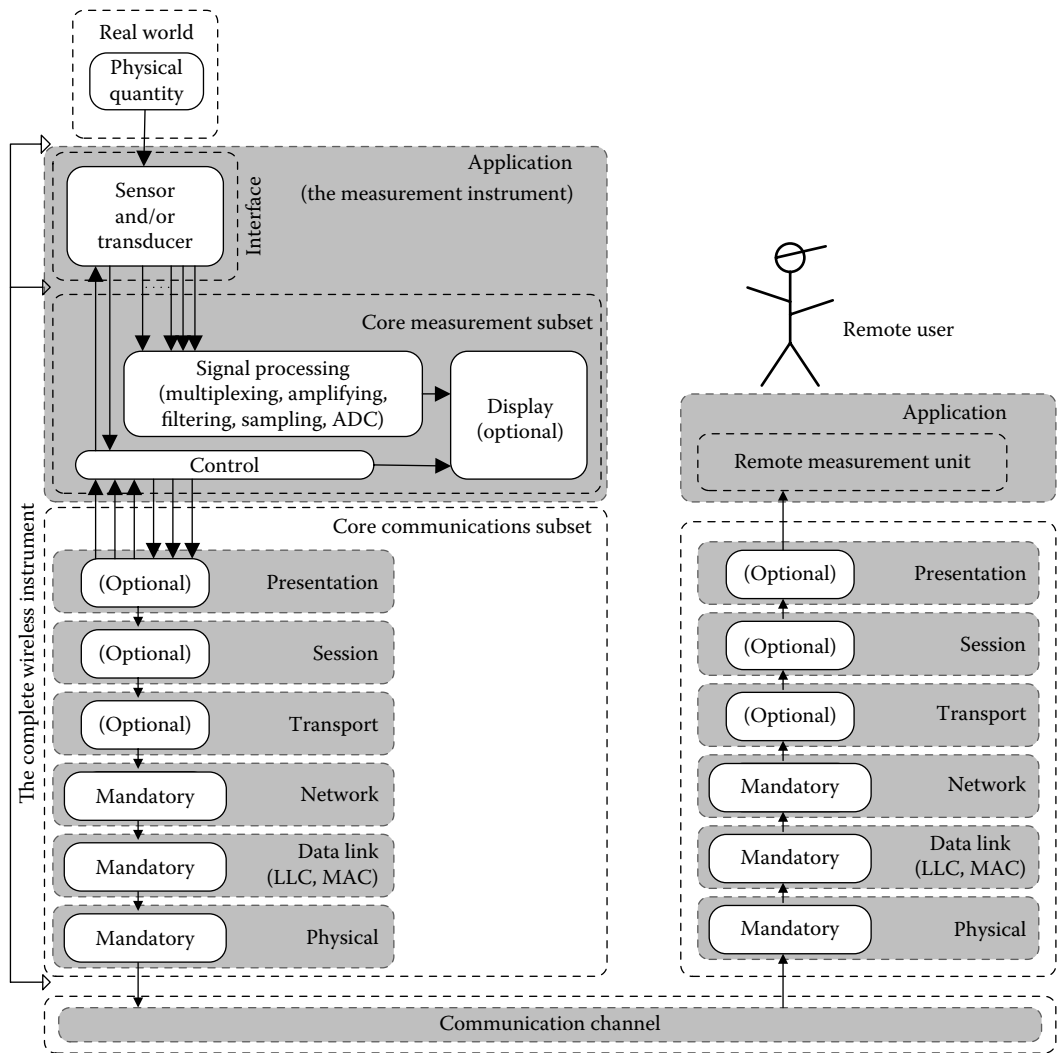 Real world
Physical
quantity
Application
(the measurement instrument)
Sensor
and/or
transducer
Interface
Core measurement subset
Signal processing
(multiplexing, amplifying,
filtering, sampling, ADC)
Display
(optional)
Control
The complete wireless instrument
Core communications subset
(Optional)
Presentation
(Optional)
Session
(Optional)
Transport
Mandatory
Network
Mandatory
Data link
(LLC, MAC)
Mandatory
Physical
Remote user
Application
Remote measurement unit
(Optional)
Presentation
(Optional)
Session
(Optional)
Transport
Mandatory
Network
Mandatory
Data link
(LLC, MAC)
Mandatory
Physical
Communication channel